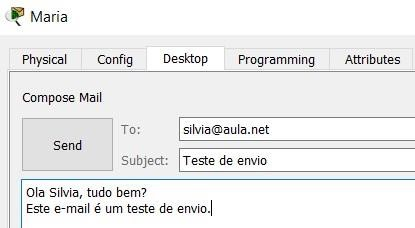 Maria
Physical Config Desktop Programming Attributes
Compose Mail
Send
To: silvia@aula.net
Subject: Teste de envio
Ola Silvia, tudo bem?
Este e-mail é um teste de envio.